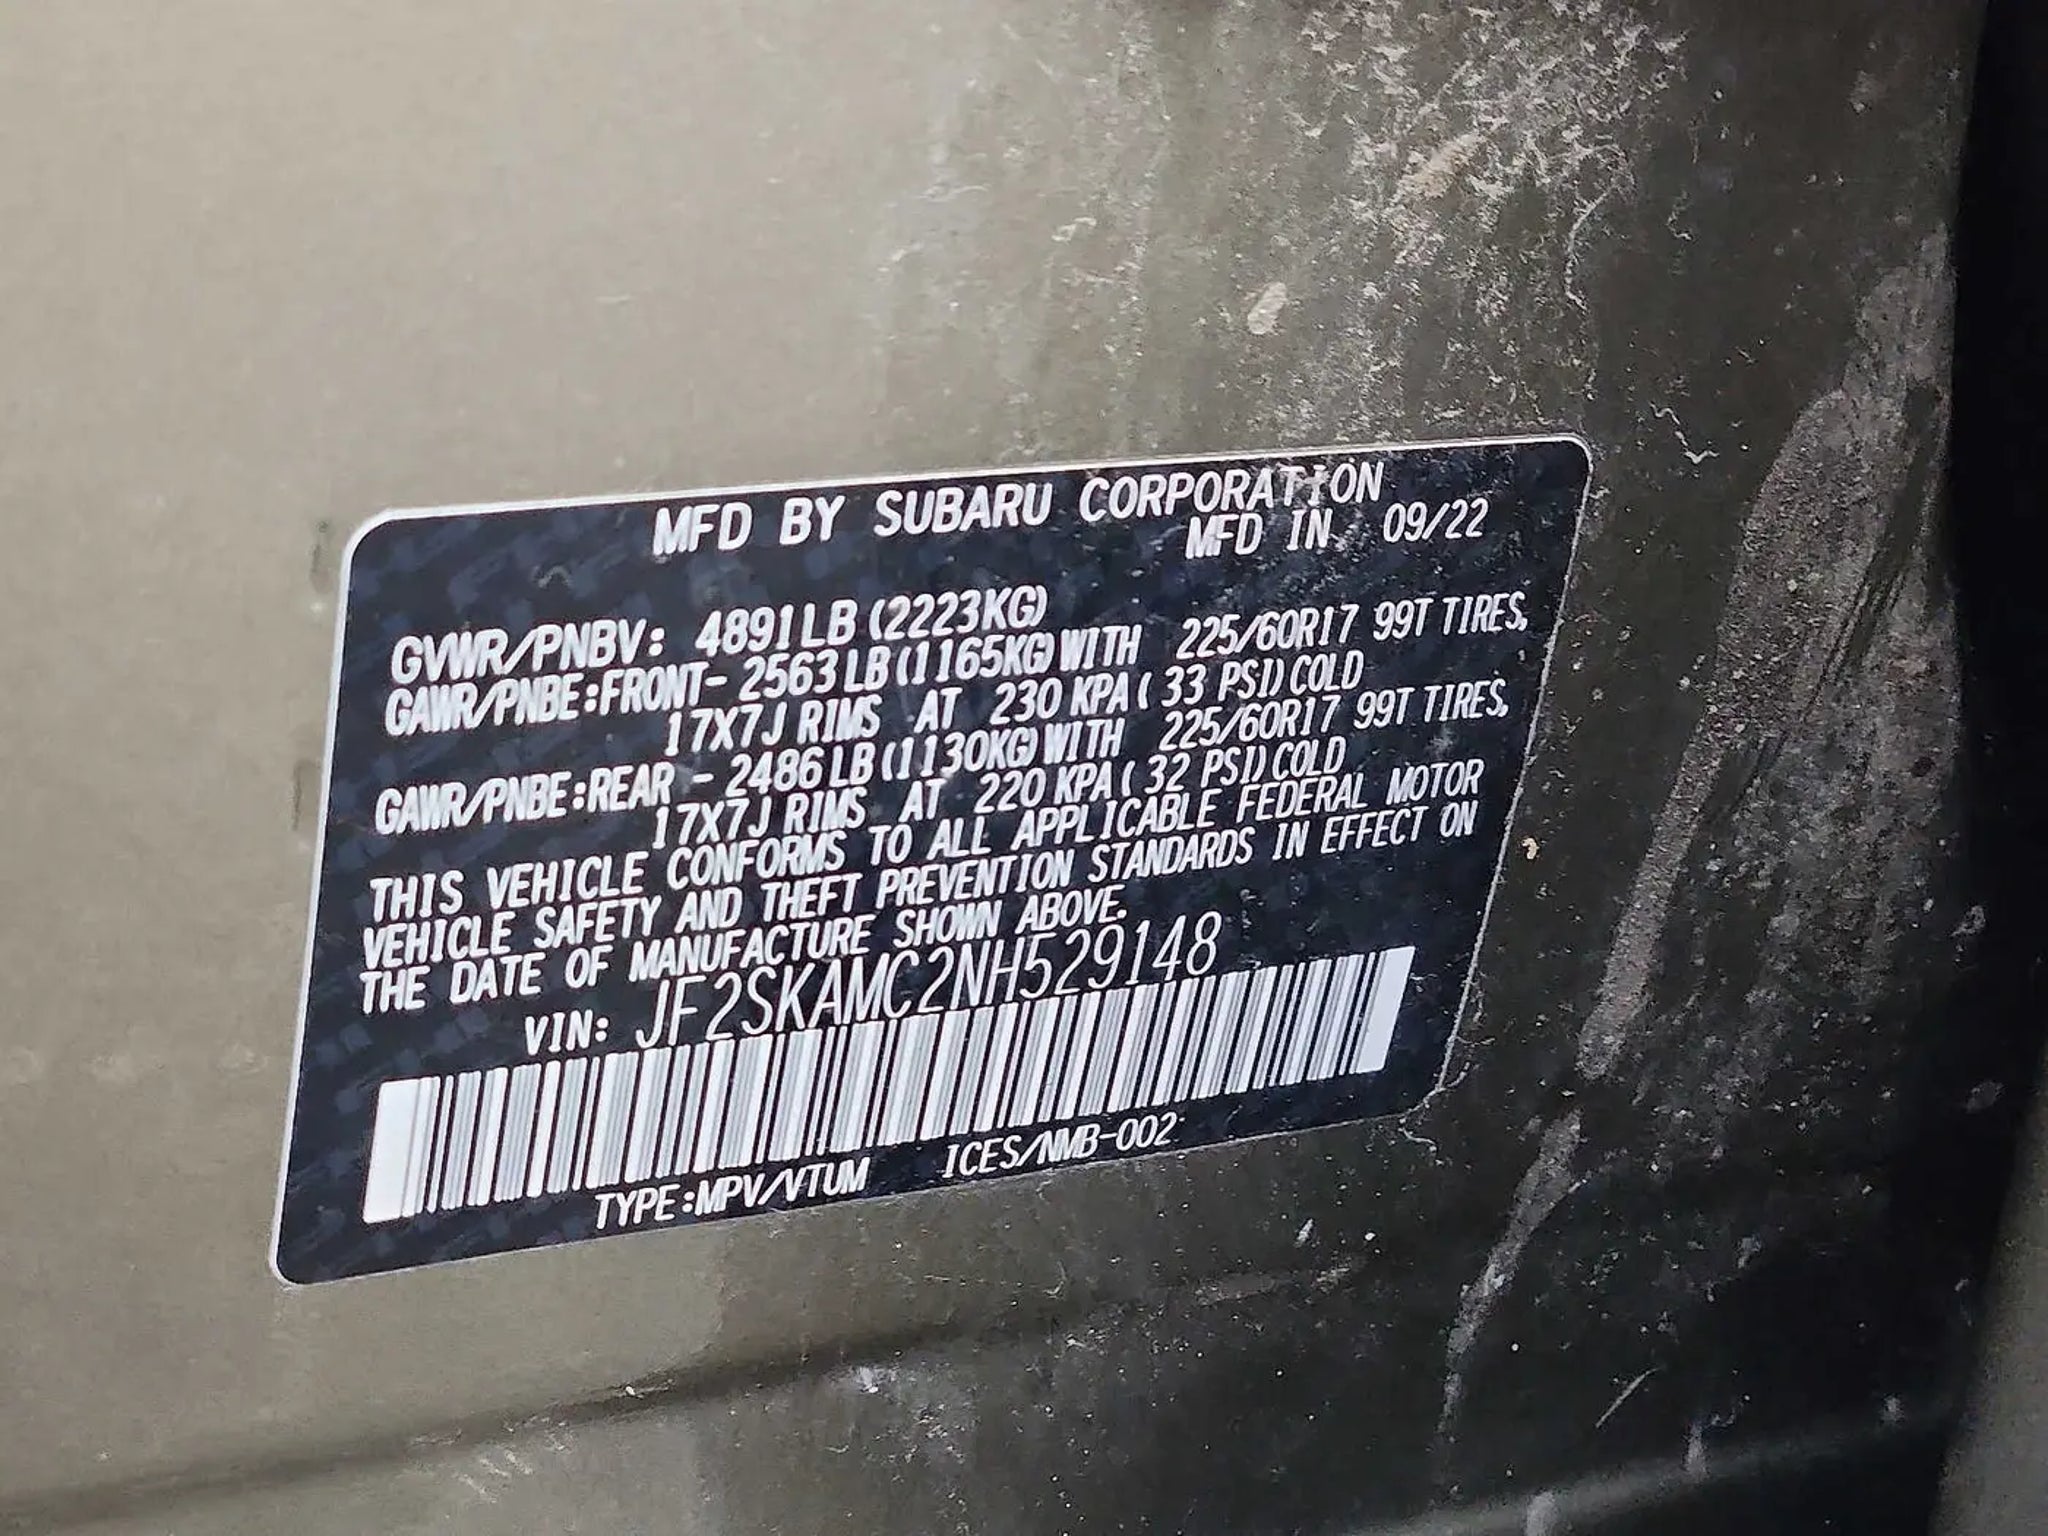 MFD BY SUBARU CORPORATION
MFD IN 09/22
GVWR/PNBV: 4891LB (2223KG)
GAWR/PNBE:FRONT- 2563LB (1165KG) WITH 225/60R17 99T TIRES,
17X7J RIMS AT 230 KPA ( 33 PSI) COLD
GAWR/PNBE:REAR - 2486LB (1130KG) WITH 225/60R17 99T TIRES,
17X7J RIMS AT 220 KPA ( 32 PSI) COLD
THIS VEHICLE CONFORMS TO ALL APPLICABLE FEDERAL MOTOR
VEHICLE SAFETY AND THEFT PREVENTION STANDARDS IN EFFECT ON
THE DATE OF MANUFACTURE SHOWN ABOVE.
VIN: JF2SKAMC2NH529148
TYPE:MPV/VTUM ICES/NMB-002